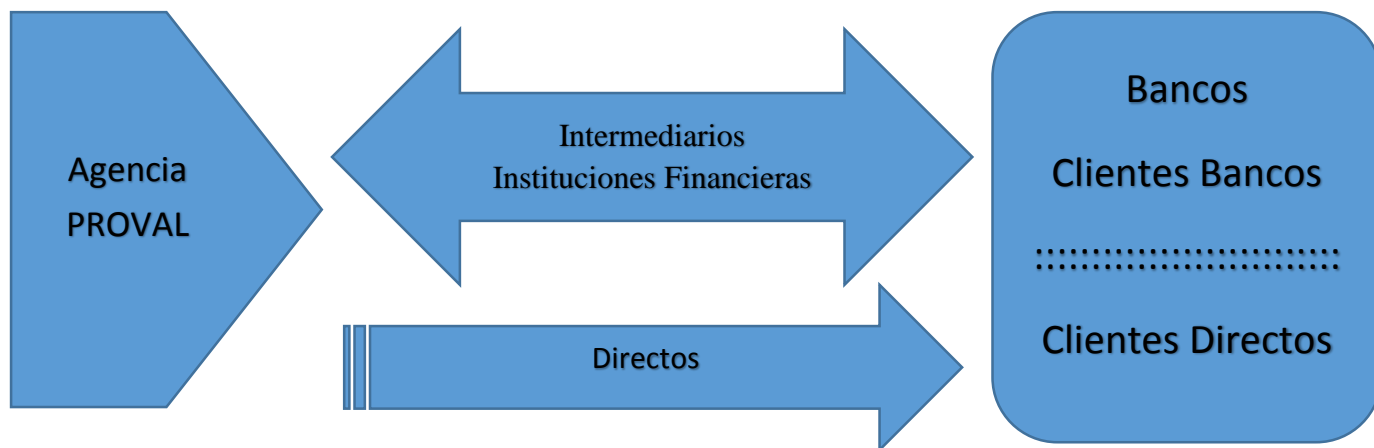 Agencia
PROVAL
Intermediarios
Instituciones Financieras
Directos
Bancos
Clientes Bancos
:::::::::::::::::::::::::::
Clientes Directos